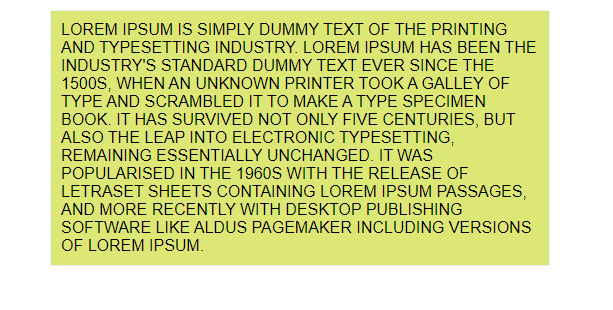 LOREM IPSUM IS SIMPLY DUMMY TEXT OF THE PRINTING
AND TYPESETTING INDUSTRY. LOREM IPSUM HAS BEEN THE
INDUSTRY'S STANDARD DUMMY TEXT EVER SINCE THE
1500S, WHEN AN UNKNOWN PRINTER TOOK A GALLEY OF
TYPE AND SCRAMBLED IT TO MAKE A TYPE SPECIMEN
BOOK. IT HAS SURVIVED NOT ONLY FIVE CENTURIES, BUT
ALSO THE LEAP INTO ELECTRONIC TYPESETTING,
REMAINING ESSENTIALLY UNCHANGED. IT WAS
POPULARISED IN THE 1960S WITH THE RELEASE OF
LETRASET SHEETS CONTAINING LOREM IPSUM PASSAGES,
AND MORE RECENTLY WITH DESKTOP PUBLISHING
SOFTWARE LIKE ALDUS PAGEMAKER INCLUDING VERSIONS
OF LOREM IPSUM.